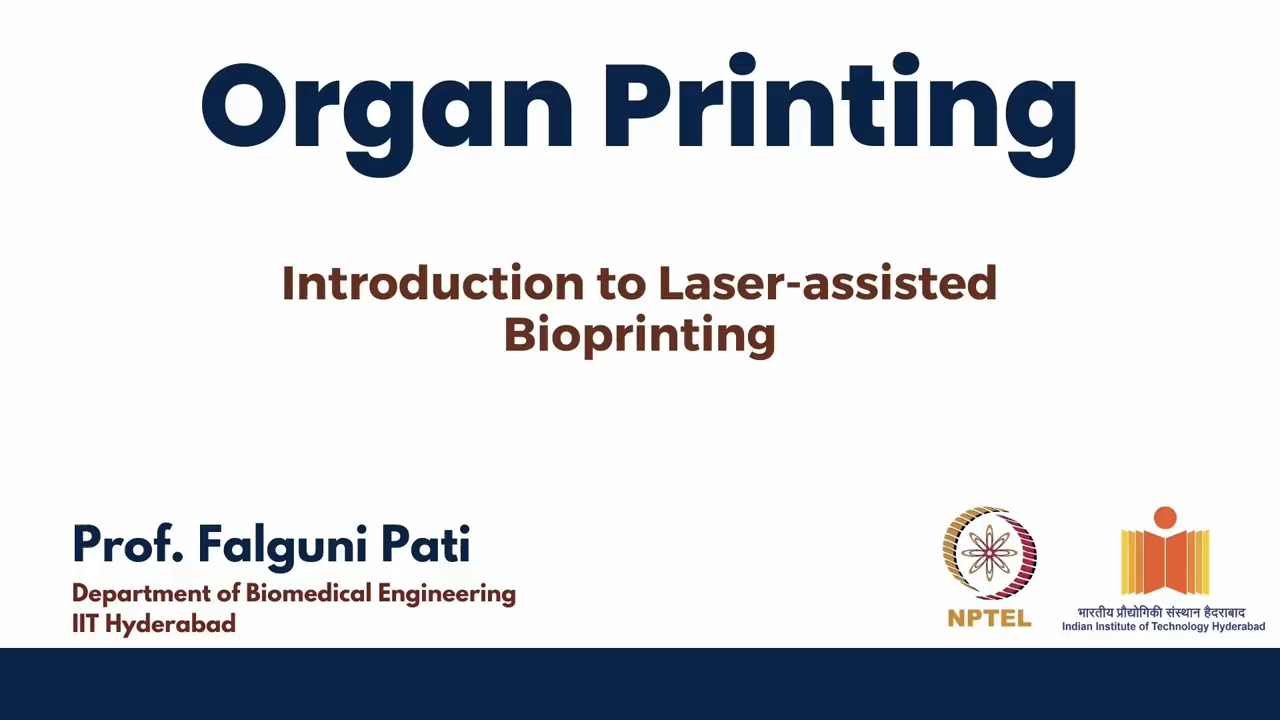 Organ Printing
Introduction to Laser-assisted
Bioprinting
Prof. Falguni Pati
Department of Biomedical Engineering
IIT Hyderabad
NPTEL
भारतीय प्रौद्योगिकी संस्थान हैदराबाद
Indian Institute of Technology Hyderabad